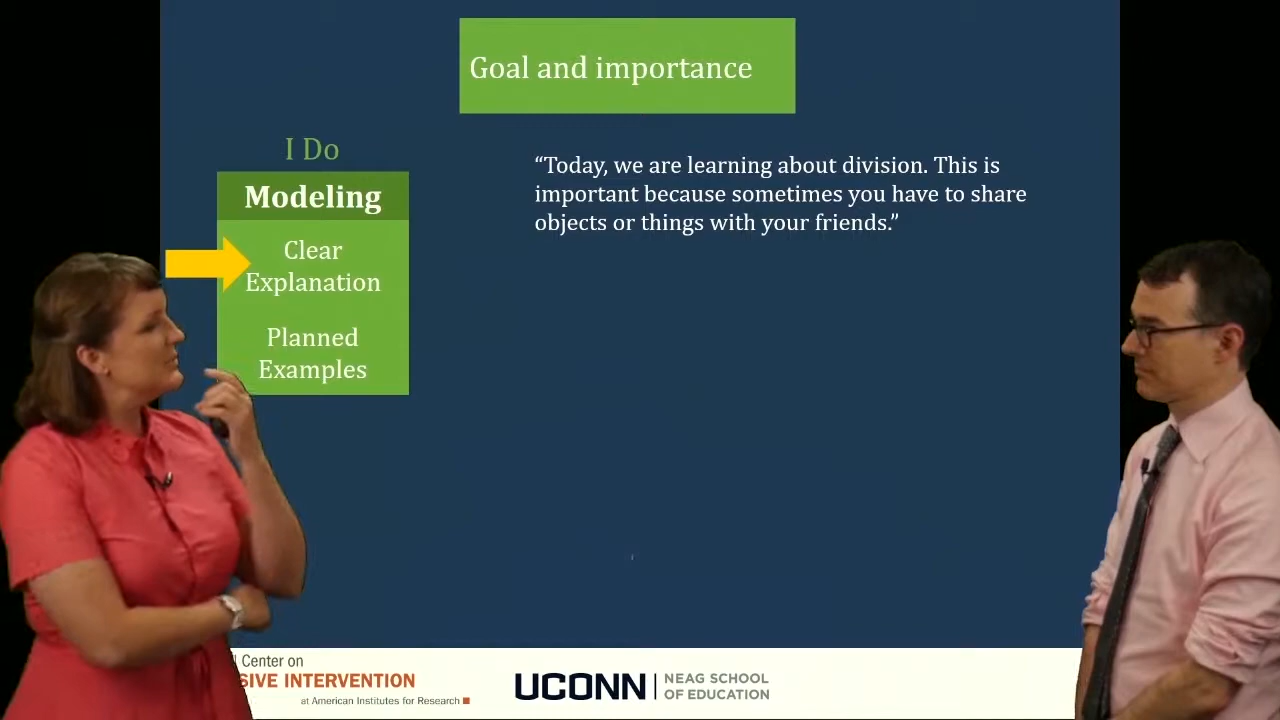 Goal and importance
I Do
Modeling
Clear
Explanation
Planned
Examples
“Today, we are learning about division. This is
important because sometimes you have to share
objects or things with your friends.”
Center on
SIVE INTERVENTION
at American Institutes for Research
UCONN
NEAG SCHOOL
OF EDUCATION